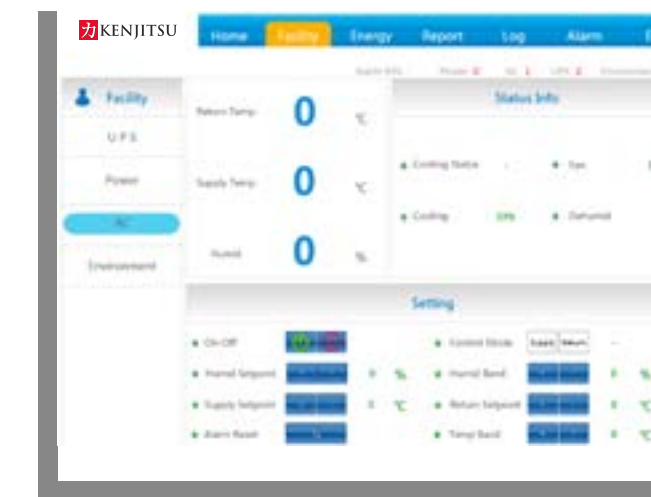 力 KENJITSU
Home Facility Energy Report Log Alarm
Facility
Status Info
Return Temp 0 ℃
UPS
Cooling Status - Fan
Power
Supply Temp 0 ℃
AC
Cooling Dehumid
Humid 0 %
Environment
Setting
On-Off Control Mode Supply Return --
Humid Setpoint 0 % Humid Band 0 %
Supply Setpoint 0 ℃ Return Setpoint 0 ℃
Alarm Reset Temp Band 0 ℃